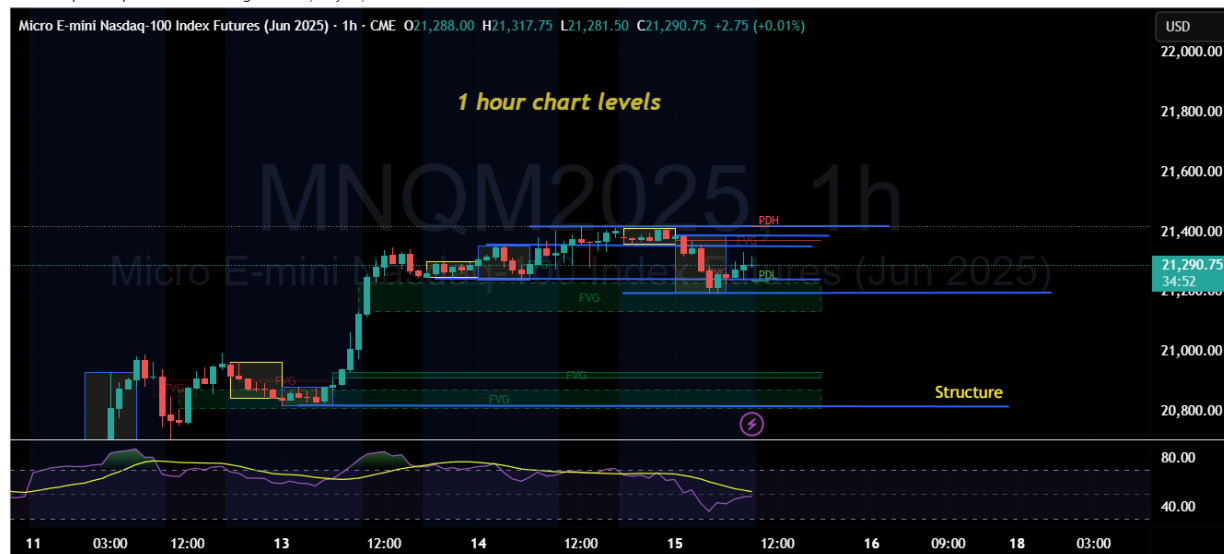 Micro E-mini Nasdaq-100 Index Futures (Jun 2025) · 1h · CME O21,288.00 H21,317.75 L21,281.50 C21,290.75 +2.75 (+0.01%)
USD
22,000.00
1 hour chart levels
21,800.00
MNQM2025, 1h
21,600.00
PDH
21,400.00
FVG
Micro E-mini Nasdaq-100 Index Futures (Jun 2025)
PDL
21,290.75
34:52
21,200.00
FVG
21,000.00
FVG
FVG
FVG
Structure
FVG
20,800.00
80.00
40.00
11 03:00 12:00 13 12:00 14 12:00 15 12:00 16 09:00 18 03:00